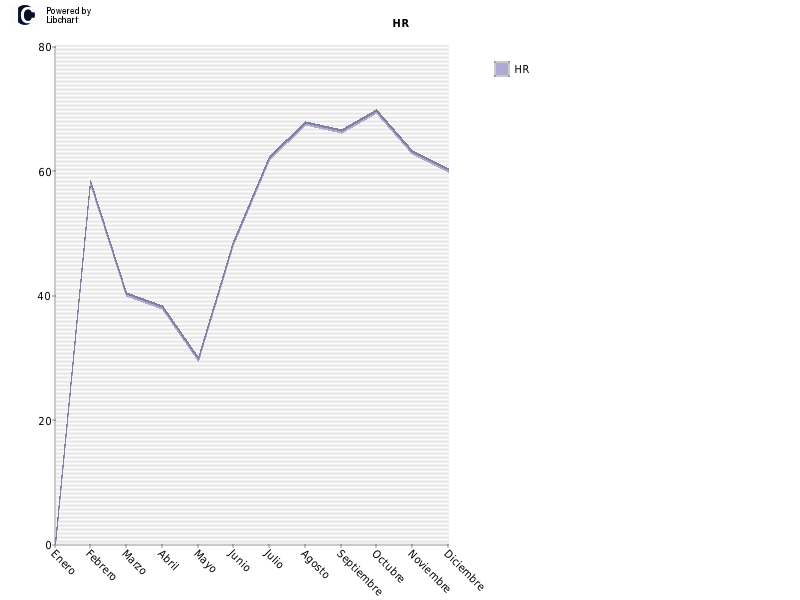 Powered by
Libchart
HR
80
60
40
20
0
HR
Enero
Febrero
Marzo
Abril
Mayo
Junio
Julio
Agosto
Septiembre
Octubre
Noviembre
Diciembre